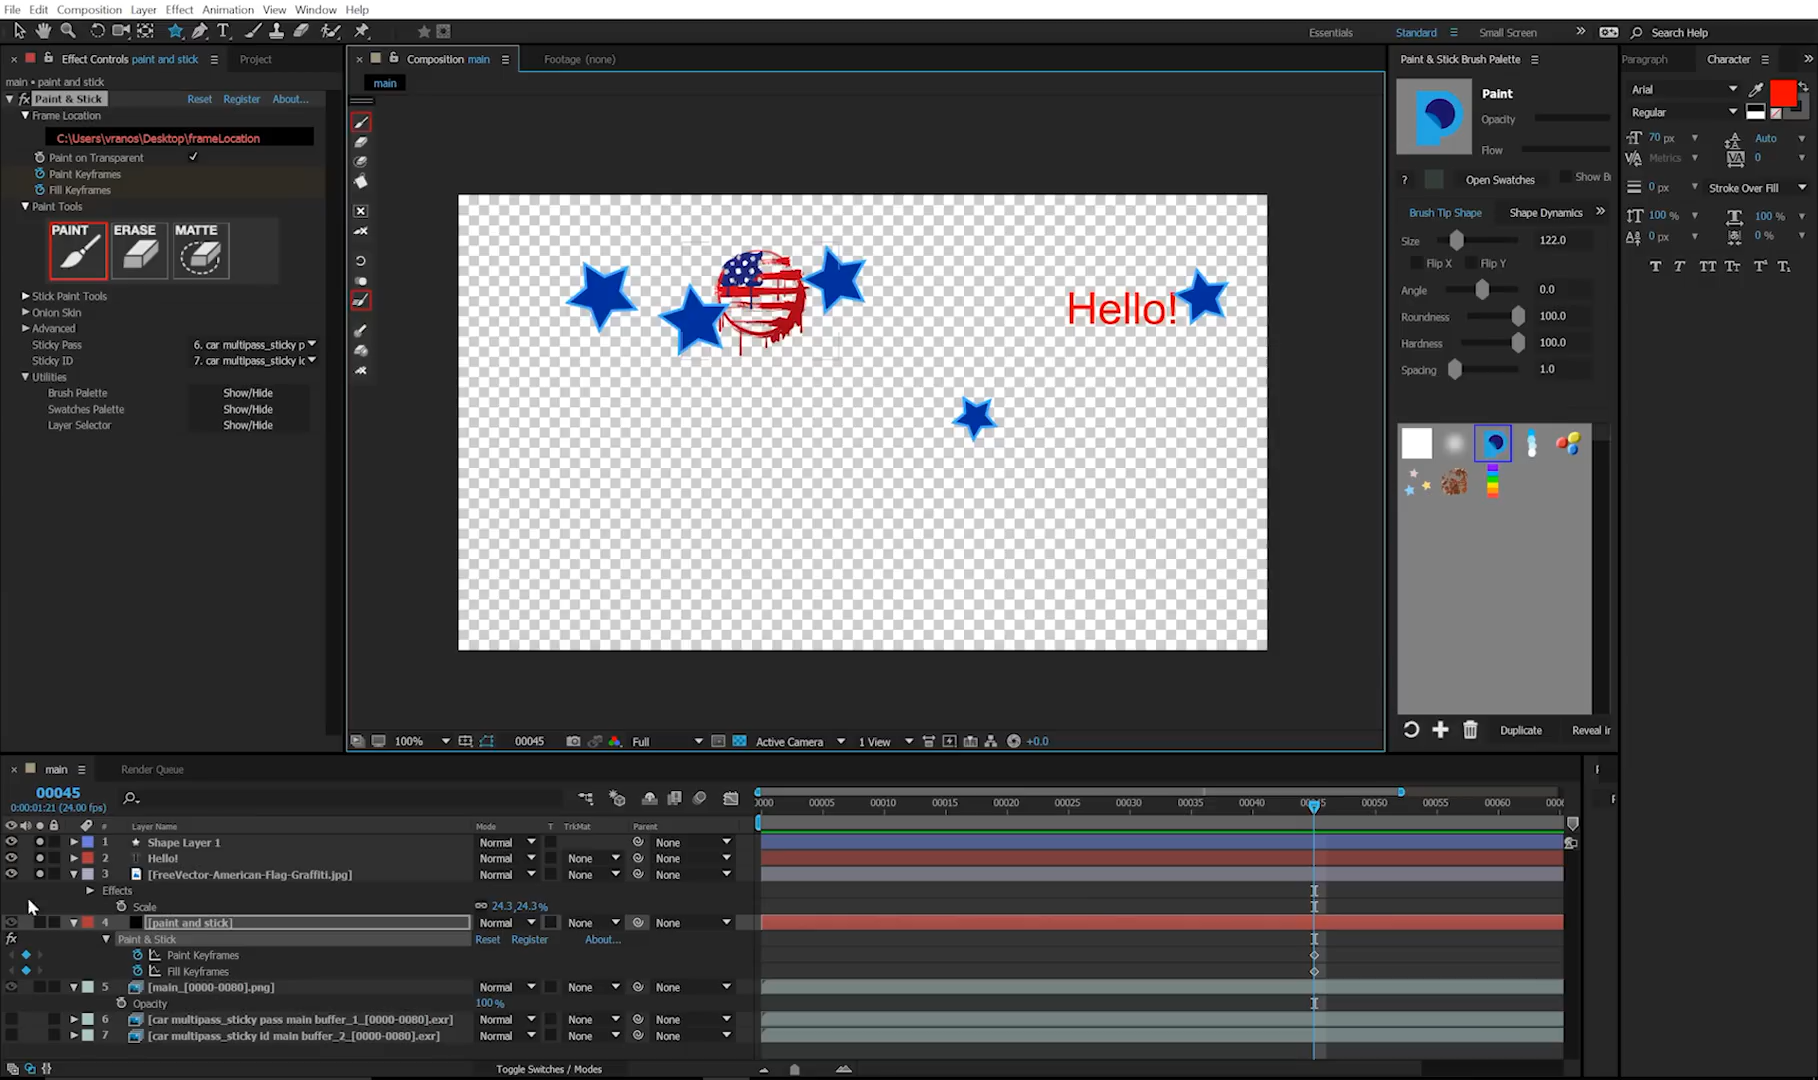 File Edit Composition Layer Effect Animation View Window Help
Essentials Standard Small Screen Search Help
Effect Controls paint and stick Project
main • paint and stick
Paint & Stick Reset Register About...
Frame Location
C:\Users\vranos\Desktop\frameLocation
Paint on Transparent
Paint Keyframes
Fill Keyframes
Paint Tools
PAINT ERASE MATTE
Stick Paint Tools
Onion Skin
Advanced
Sticky Pass 6. car multipass_sticky p
Sticky ID 7. car multipass_sticky ic
Utilities
Brush Palette Show/Hide
Swatches Palette Show/Hide
Layer Selector Show/Hide
Composition main Footage (none)
main
Hello!
100% 00045 Full Active Camera 1 View +0.0
Paint & Stick Brush Palette
Paint
Opacity
Flow
? Open Swatches Show B
Brush Tip Shape Shape Dynamics
Size 122.0
Flip X Flip Y
Angle 0.0
Roundness 100.0
Hardness 100.0
Spacing 1.0
Duplicate Reveal in
Paragraph Character
Arial
Regular
70 px Auto
Metrics 0
0 px Stroke Over Fill
100 % 100 %
0 px 0 %
T T TT Tт T¹ T₁
main Render Queue
00045
0:00:01:21 (24.00 fps)
0000 00005 00010 00015 00020 00025 00030 00035 00040 00045 00050 00055 00060 000
# Layer Name Mode T TrkMat Parent
1 Shape Layer 1 Normal None
2 Hello! Normal None None
3 [FreeVector-American-Flag-Graffiti.jpg] Normal None None
Effects
Scale 24.3,24.3%
4 [paint and stick] Normal None None
fx Paint & Stick Reset Register About...
Paint Keyframes
Fill Keyframes
5 [main_[0000-0080].png] Normal None None
Opacity 100%
6 [car multipass_sticky pass main buffer_1_[0000-0080].exr] Normal None None
7 [car multipass_sticky id main buffer_2_[0000-0080].exr] Normal None None
Toggle Switches / Modes